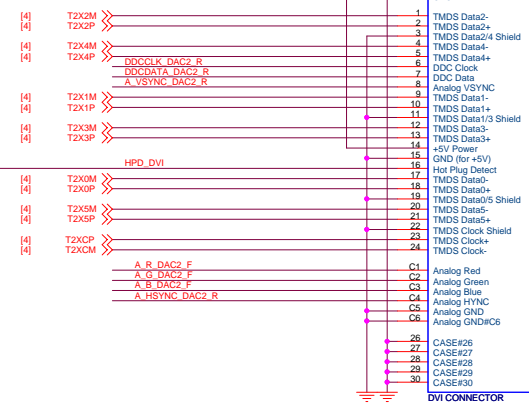 [4] T2X2M 1 TMDS Data2-
[4] T2X2P 2 TMDS Data2+
3 TMDS Data2/4 Shield
[4] T2X4M 4 TMDS Data4-
[4] T2X4P 5 TMDS Data4+
DDCCLK_DAC2_R 6 DDC Clock
DDCDATA_DAC2_R 7 DDC Data
A_VSYNC_DAC2_R 8 Analog VSYNC
[4] T2X1M 9 TMDS Data1-
[4] T2X1P 10 TMDS Data1+
11 TMDS Data1/3 Shield
[4] T2X3M 12 TMDS Data3-
[4] T2X3P 13 TMDS Data3+
14 +5V Power
15 GND (for +5V)
HPD_DVI 16 Hot Plug Detect
[4] T2X0M 17 TMDS Data0-
[4] T2X0P 18 TMDS Data0+
19 TMDS Data0/5 Shield
[4] T2X5M 20 TMDS Data5-
[4] T2X5P 21 TMDS Data5+
22 TMDS Clock Shield
[4] T2XCP 23 TMDS Clock+
[4] T2XCM 24 TMDS Clock-
A_R_DAC2_F C1 Analog Red
A_G_DAC2_F C2 Analog Green
A_B_DAC2_F C3 Analog Blue
A_HSYNC_DAC2_R C4 Analog HYNC
C5 Analog GND
C6 Analog GND#C6
26 CASE#26
27 CASE#27
28 CASE#28
29 CASE#29
30 CASE#30
DVI CONNECTOR